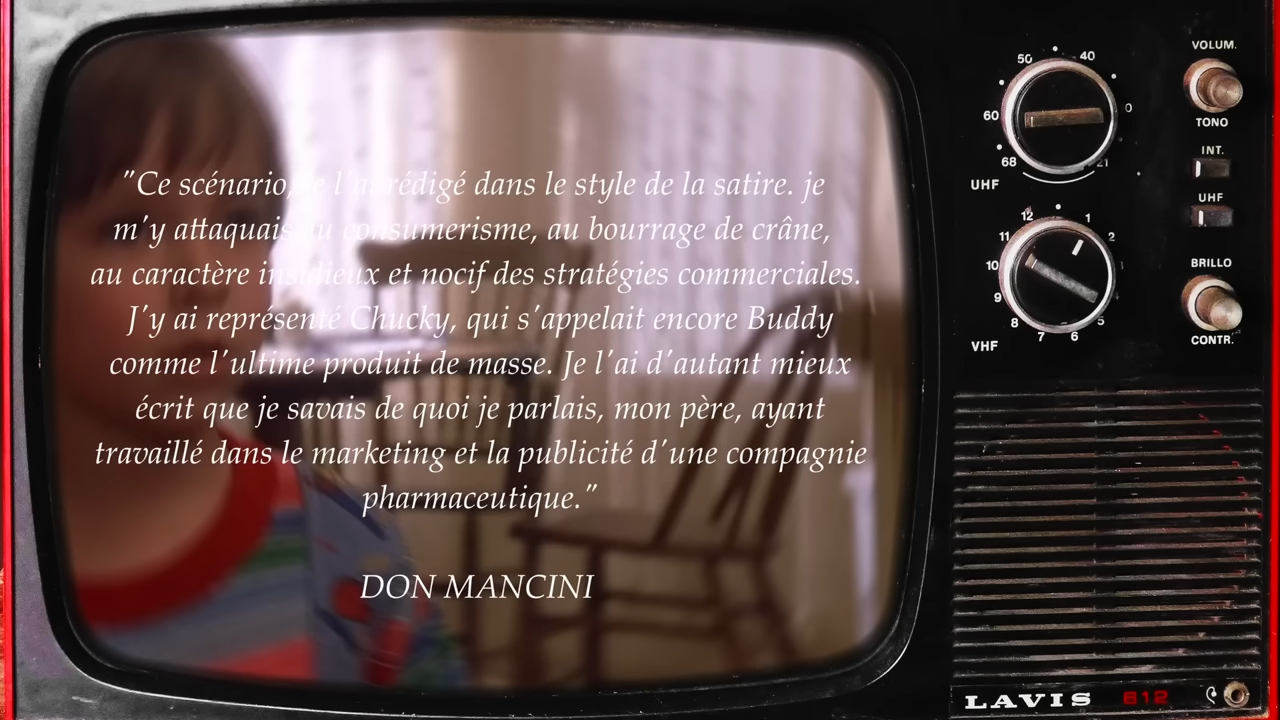 "Ce scénario, je l'ai rédigé dans le style de la satire. je
m'y attaquais au consumerisme, au bourrage de crâne,
au caractère insidieux et nocif des stratégies commerciales.
J'y ai représenté Chucky, qui s'appelait encore Buddy
comme l'ultime produit de masse. Je l'ai d'autant mieux
écrit que je savais de quoi je parlais, mon père, ayant
travaillé dans le marketing et la publicité d'une compagnie
pharmaceutique."
DON MANCINI
50 40
60 0
68 21
UHF
12 1
11 2
10 3
9
8 5
7 6
VHF
VOLUM.
TONO
INT.
UHF
BRILLO
CONTR.
LAVIS 612